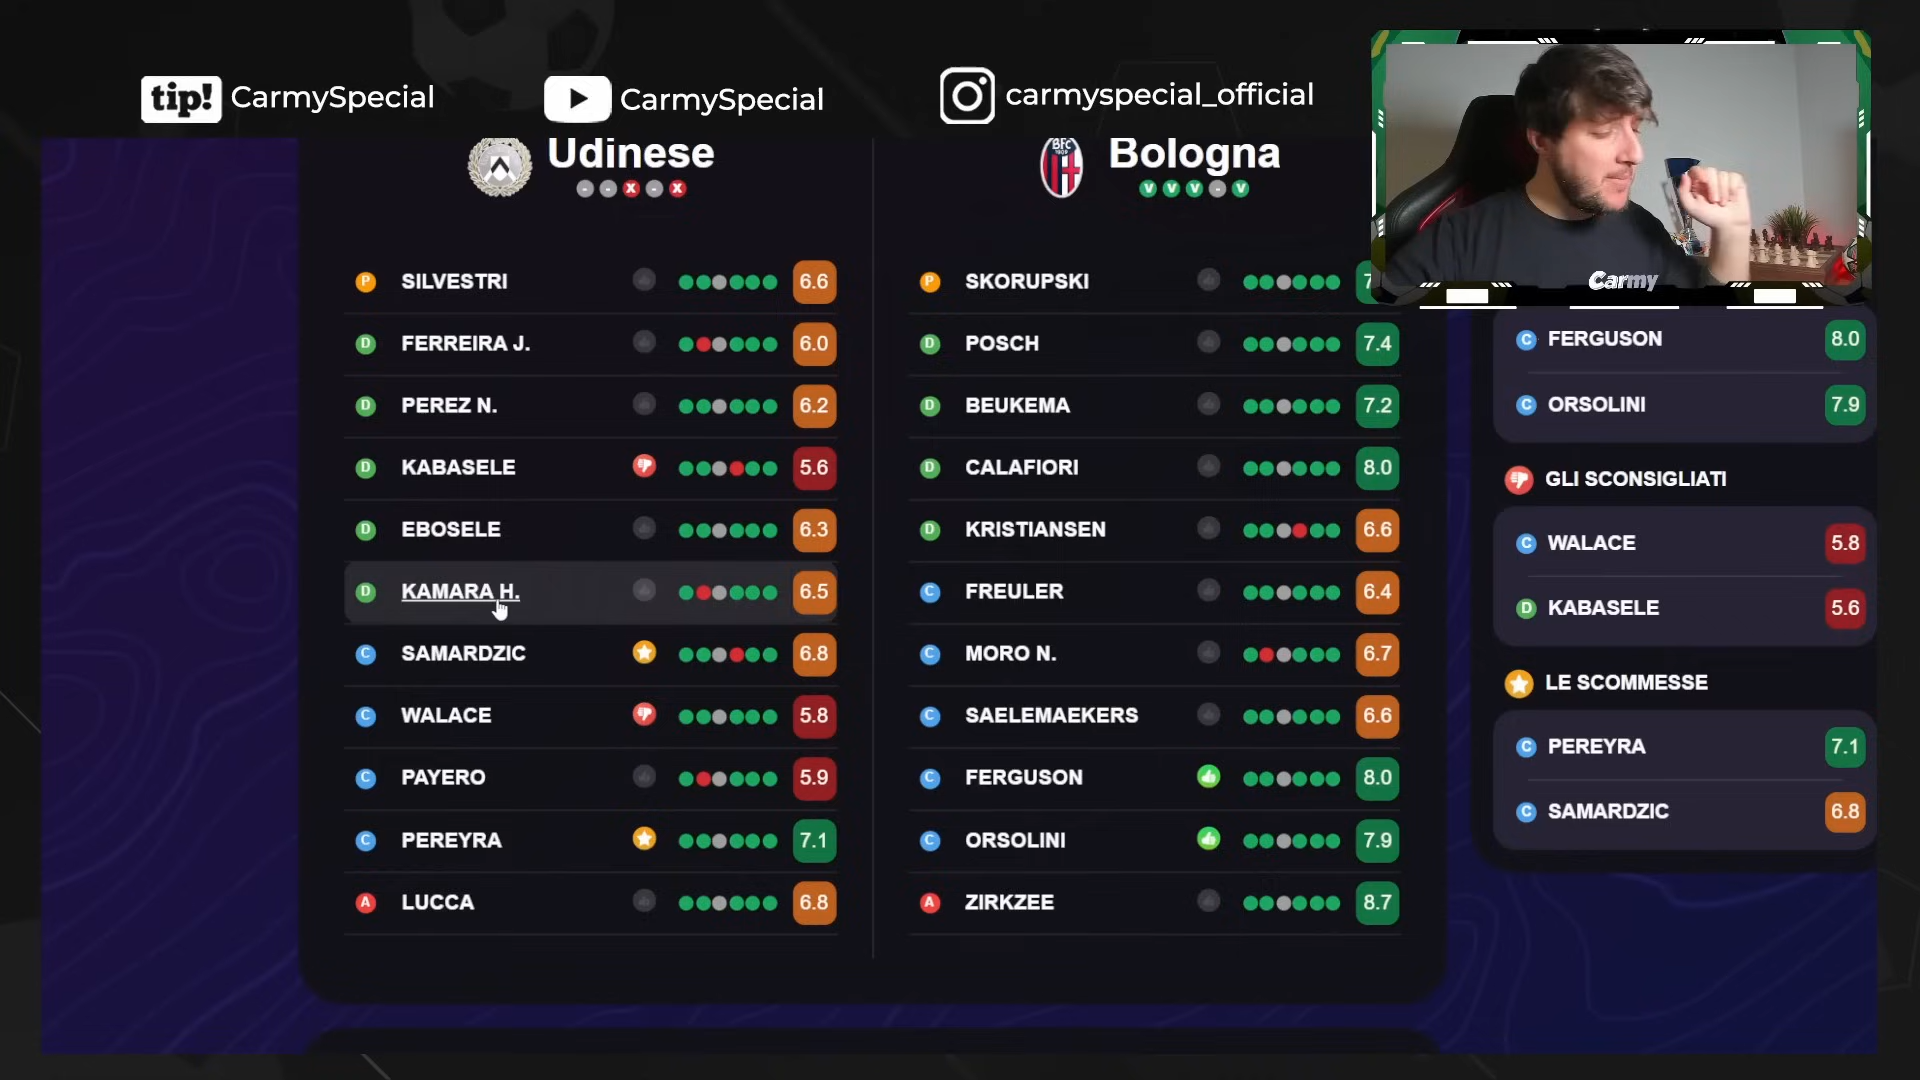 tip! CarmySpecial
CarmySpecial
carmyspecial_official
Carmy
Udinese
- - X - X
P SILVESTRI 6.6
D FERREIRA J. 6.0
D PEREZ N. 6.2
D KABASELE 5.6
D EBOSELE 6.3
D KAMARA H. 6.5
C SAMARDZIC 6.8
C WALACE 5.8
C PAYERO 5.9
C PEREYRA 7.1
A LUCCA 6.8
BFC
Bologna
V V V - V
P SKORUPSKI 7
D POSCH 7.4
D BEUKEMA 7.2
D CALAFIORI 8.0
D KRISTIANSEN 6.6
C FREULER 6.4
C MORO N. 6.7
C SAELEMAEKERS 6.6
C FERGUSON 8.0
C ORSOLINI 7.9
A ZIRKZEE 8.7
C FERGUSON 8.0
C ORSOLINI 7.9
GLI SCONSIGLIATI
C WALACE 5.8
D KABASELE 5.6
LE SCOMMESSE
C PEREYRA 7.1
C SAMARDZIC 6.8